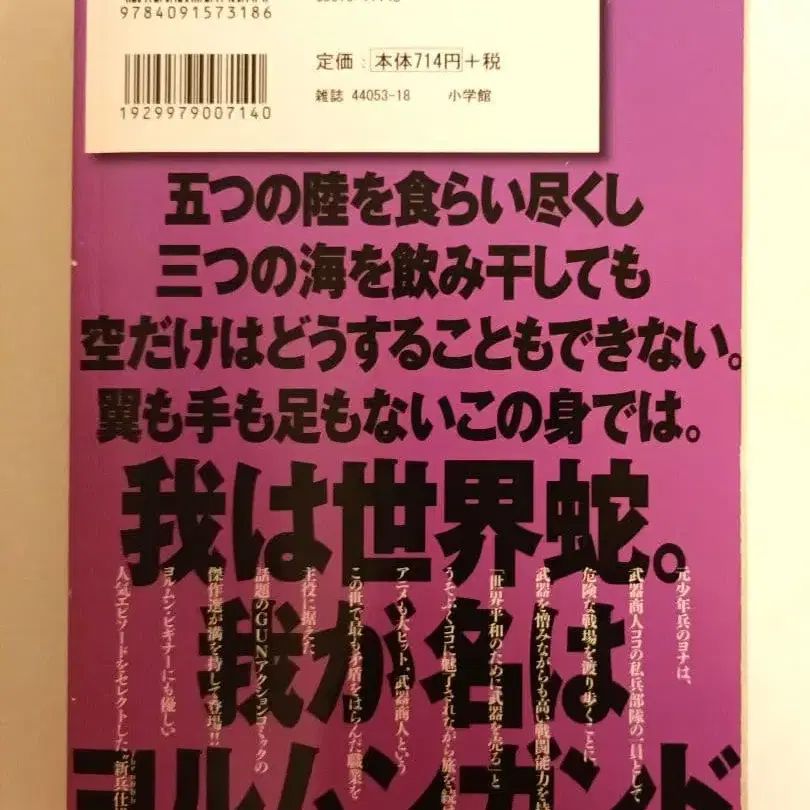 9784091573186
定価：本体714円＋税
1929979007140
雑誌 44053-18　小学館
五つの陸を食らい尽くし
三つの海を飲み干しても
空だけはどうすることもできない。
翼も手も足もないこの身では。
我は世界蛇。
我が名は
ヨルムンガンド
元少年兵のヨナは、
武器商人ココの私兵部隊の一員として
危険な戦場を渡り歩くことに
武器を憎みながらも高い戦闘能力を持
「世界平和のために武器を売る」と
うそぶくココに魅了されながら旅を続
アニメも大ヒット、武器商人という
この世で最も矛盾をはらんだ職業を
主役に据えた
話題のGUNアクションコミックの
傑作選が満を持して登場!!
ヨルムン・ビギナーにも優しい
人気エピソードをセレクトした“新兵仕様